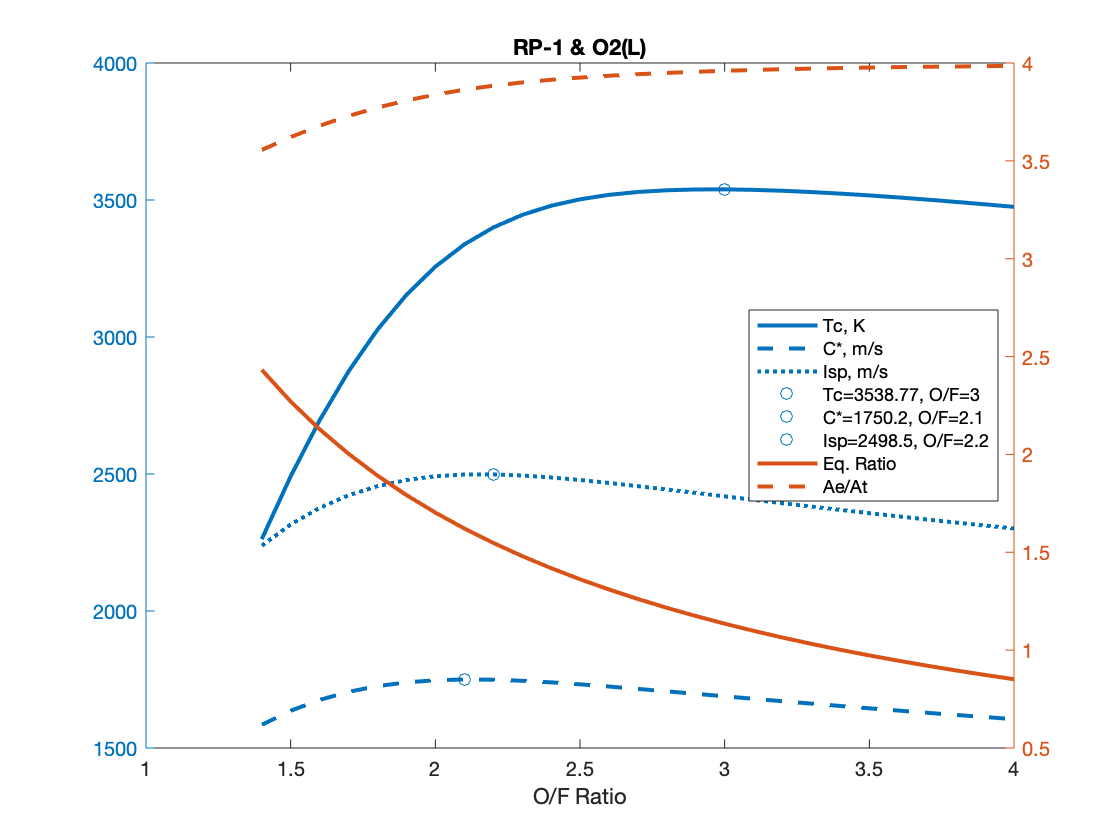 RP-1 & O2(L)
4000
3500
3000
2500
2000
1500
4
3.5
3
2.5
2
1.5
1
0.5
Tc, K
C*, m/s
Isp, m/s
Tc=3538.77, O/F=3
C*=1750.2, O/F=2.1
Isp=2498.5, O/F=2.2
Eq. Ratio
Ae/At
1 1.5 2 2.5 3 3.5 4
O/F Ratio